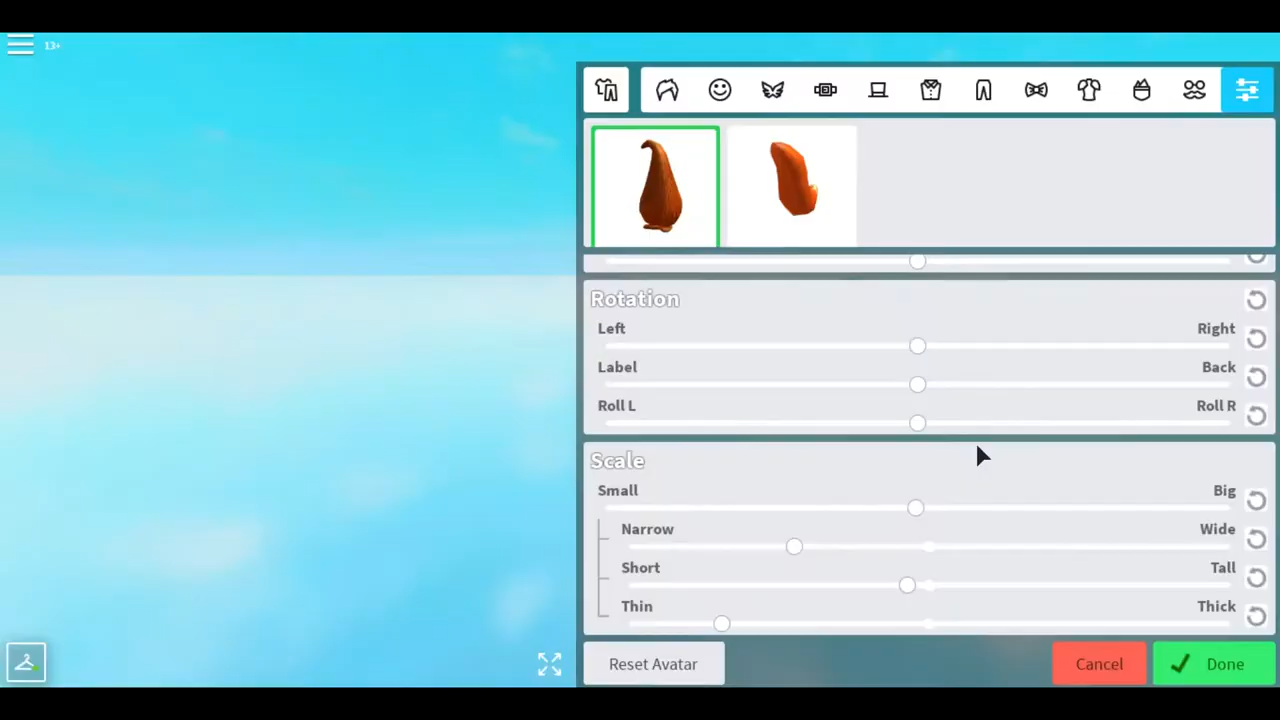 13+
Rotation
Left Right
Label Back
Roll L Roll R
Scale
Small Big
Narrow Wide
Short Tall
Thin Thick
Reset Avatar Cancel Done